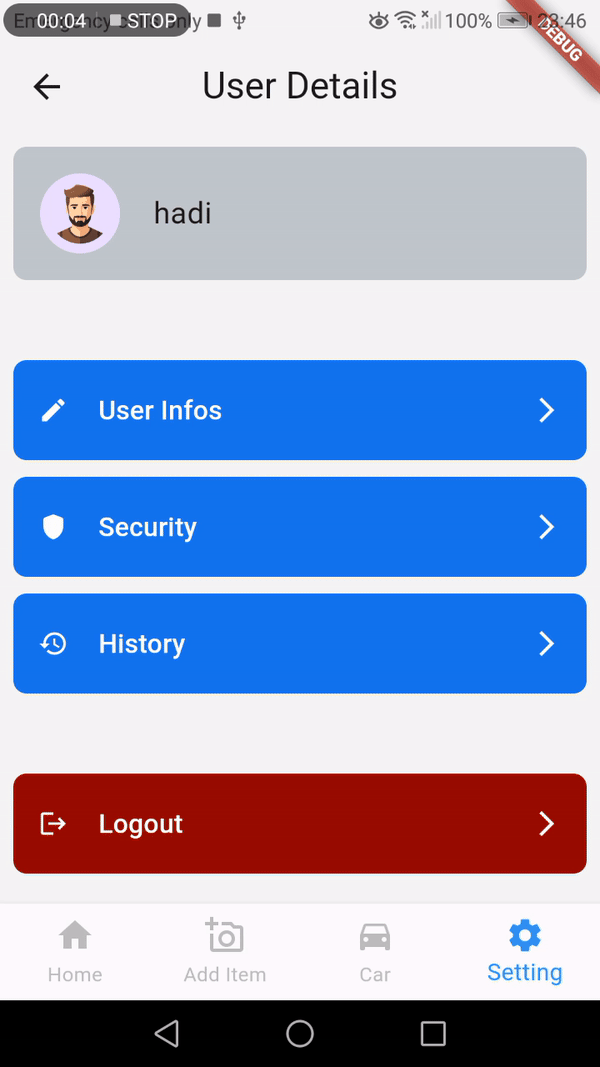 Emergency calls only
00:04 STOP
100% 23:46
DEBUG
User Details
hadi
User Infos
Security
History
Logout
Home
Add Item
Car
Setting